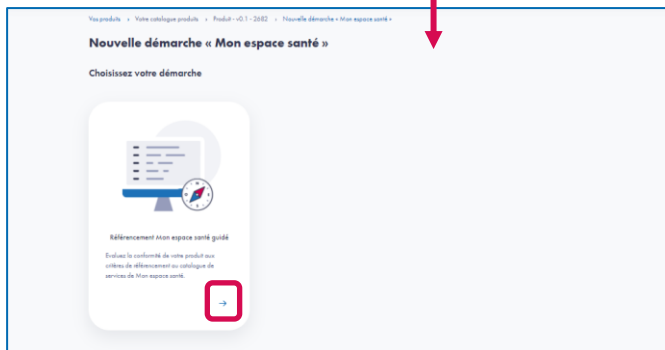 Vos produits > Votre catalogue produits > Produit - v0.1 - 2682 > Nouvelle démarche « Mon espace santé »
Nouvelle démarche « Mon espace santé »
Choisissez votre démarche
Référencement Mon espace santé guidé
Evaluez la conformité de votre produit aux
critères de référencement au catalogue de
services de Mon espace santé.